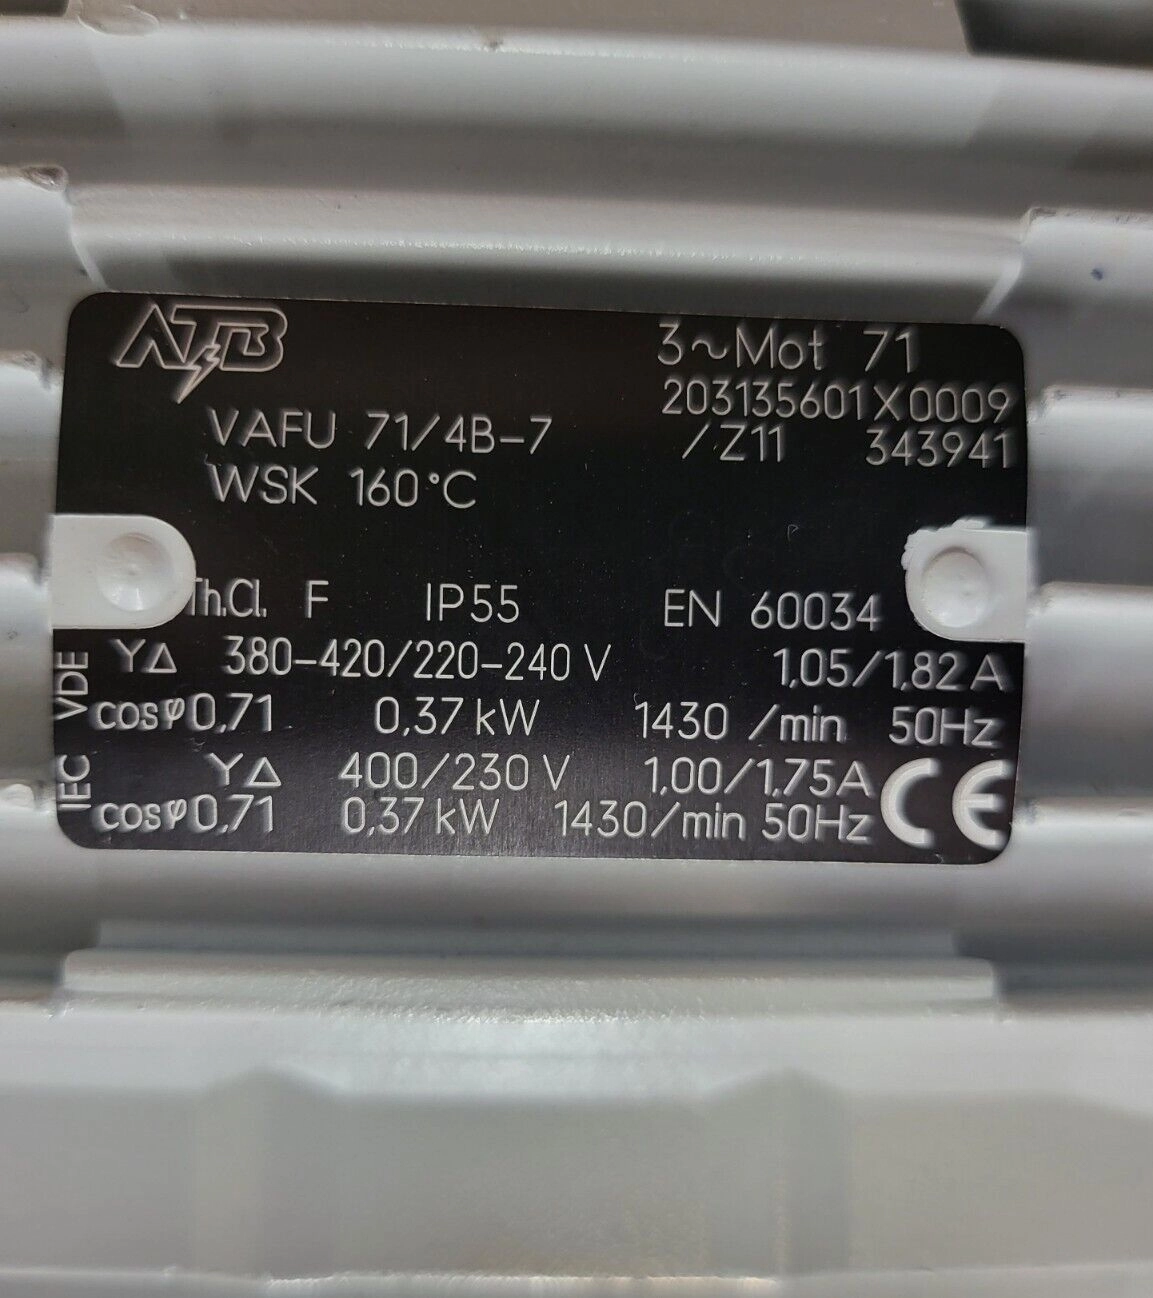 ATB
3~Mot 71
203135601X0009
VAFU 71/4B-7
/Z11 343941
WSK 160°C
Th.Cl. F IP55 EN 60034
YΔ 380-420/220-240 V 1,05/1,82 A
cosφ 0,71 0,37 kW 1430 /min 50Hz
YΔ 400/230 V 1,00/1,75A CE
cosφ 0,71 0,37 kW 1430/min 50Hz
IEC VDE